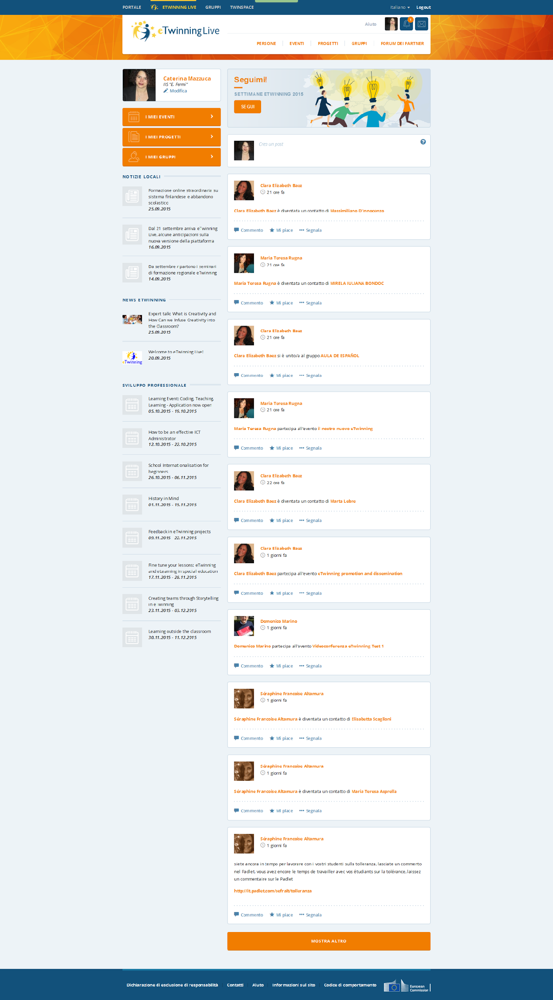 PORTALE ETWINNING LIVE GRUPPI TWINSPACE italiano Logout
eTwinningLive
Aiuto 1
PERSONE EVENTI PROGETTI GRUPPI FORUM DEI PARTNER
Caterina Mazzuca
IIS "E. Fermi"
Modifica
I MIEI EVENTI
I MIEI PROGETTI
I MIEI GRUPPI
NOTIZIE LOCALI
Formazione online straordinaria su
sistema finlandese e abbandono
scolastico
25.09.2015
Dal 21 settembre arriva eTwinning
Live, alcune anticipazioni sulla
nuova versione della piattaforma
16.09.2015
Da settembre ripartono i seminari
di formazione regionale eTwinning
14.09.2015
NEWS ETWINNING
Expert talk: What is Creativity and
How Can we Infuse Creativity into
the Classroom?
25.09.2015
eTwinning
Welcome to eTwinning Live!
20.09.2015
SVILUPPO PROFESSIONALE
Learning Event: Coding, Teaching,
Learning - Application now open
05.10.2015 - 19.10.2015
How to be an effective ICT
Administrator
12.10.2015 - 22.10.2015
School Internationalisation for
beginners
26.10.2015 - 06.11.2015
History in Mind
01.11.2015 - 15.11.2015
Feedback in eTwinning projects
09.11.2015 - 22.11.2015
Fine tune your lessons: eTwinning
and eLearning in special education
17.11.2015 - 28.11.2015
Creating teams through Storytelling
in eTwinning
23.11.2015 - 03.12.2015
Learning outside the classroom
30.11.2015 - 11.12.2015
Seguimi!
SETTIMANE ETWINNING 2015
SEGUI
Crea un post
Clara Elizabeth Baez
21 ore fa
Clara Elizabeth Baez è diventata un contatto di Massimiliano D'Innocenzo
Commento Mi piace Segnala
Maria Teresa Rugna
21 ore fa
Maria Teresa Rugna è diventata un contatto di MIRELA IULIANA BONDOC
Commento Mi piace Segnala
Clara Elizabeth Baez
21 ore fa
Clara Elizabeth Baez si è unito/a al gruppo AULA DE ESPAÑOL
Commento Mi piace Segnala
Maria Teresa Rugna
21 ore fa
Maria Teresa Rugna partecipa all'evento il nostro nuovo eTwinning
Commento Mi piace Segnala
Clara Elizabeth Baez
22 ore fa
Clara Elizabeth Baez è diventata un contatto di Marta Lebre
Commento Mi piace Segnala
Clara Elizabeth Baez
1 giorni fa
Clara Elizabeth Baez partecipa all'evento eTwinning promotion and dissemination
Commento Mi piace Segnala
Domenico Marino
1 giorni fa
Domenico Marino partecipa all'evento Videoconferenza eTwinning Test 1
Commento Mi piace Segnala
Séraphine Francoise Altamura
1 giorni fa
Séraphine Francoise Altamura è diventata un contatto di Elisabetta Scaglioni
Commento Mi piace Segnala
Séraphine Francoise Altamura
1 giorni fa
Séraphine Francoise Altamura è diventata un contatto di Maria Teresa Asprella
Commento Mi piace Segnala
Séraphine Francoise Altamura
1 giorni fa
siete ancora in tempo per lavorare con i vostri studenti sulla tolleranza, lasciate un commento
nel Padlet. vous avez encore le temps de travailler avec vos étudiants sur la tolérance, laissez
un commentaire sur le Padlet
http://it.padlet.com/sefralt/tolleranza
Commento Mi piace Segnala
MOSTRA ALTRO
Dichiarazione di esclusione di responsabilità Contatti Aiuto Informazioni sul sito Codice di comportamento
European
Commission